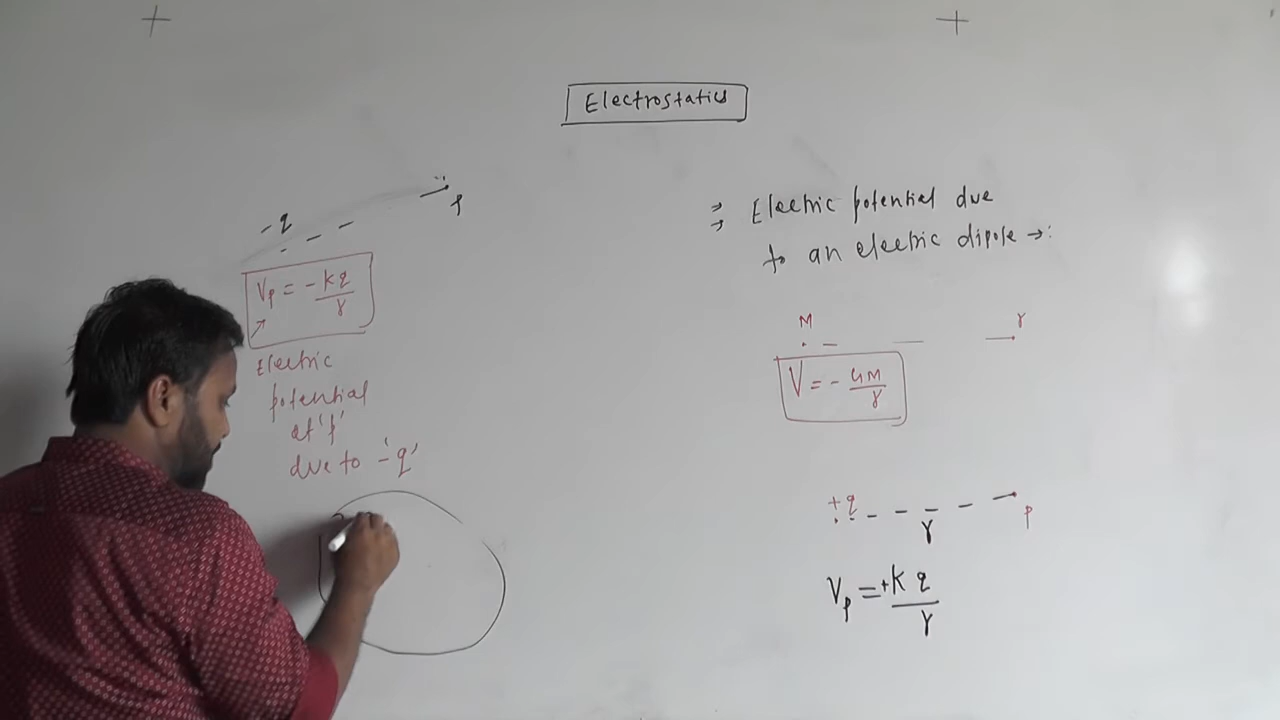 Electrostatics
-q
P
Vp = - kq/r
Electric
potential
at 'p'
due to '-q'
⇒ Electric potential due
to an electric dipole →:
M r
V = - GM/r
+q r P
Vp = +kq/r